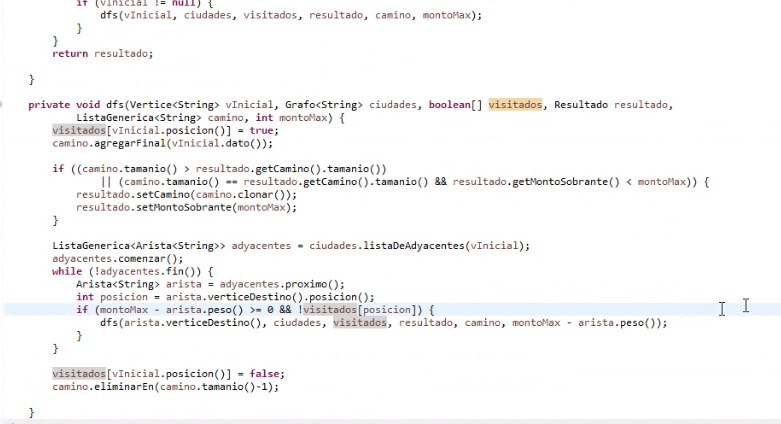 if (vInicial != null) {
dfs(vInicial, ciudades, visitados, resultado, camino, montoMax);
}
}
return resultado;
}
private void dfs(Vertice<String> vInicial, Grafo<String> ciudades, boolean[] visitados, Resultado resultado,
ListaGenerica<String> camino, int montoMax) {
visitados[vInicial.posicion()] = true;
camino.agregarFinal(vInicial.dato());
if ((camino.tamanio() > resultado.getCamino().tamanio())
|| (camino.tamanio() == resultado.getCamino().tamanio() && resultado.getMontoSobrante() < montoMax)) {
resultado.setCamino(camino.clonar());
resultado.setMontoSobrante(montoMax);
}
ListaGenerica<Arista<String>> adyacentes = ciudades.listaDeAdyacentes(vInicial);
adyacentes.comenzar();
while (!adyacentes.fin()) {
Arista<String> arista = adyacentes.proximo();
int posicion = arista.verticeDestino().posicion();
if (montoMax - arista.peso() >= 0 && !visitados[posicion]) {
dfs(arista.verticeDestino(), ciudades, visitados, resultado, camino, montoMax - arista.peso());
}
}
visitados[vInicial.posicion()] = false;
camino.eliminarEn(camino.tamanio()-1);
}